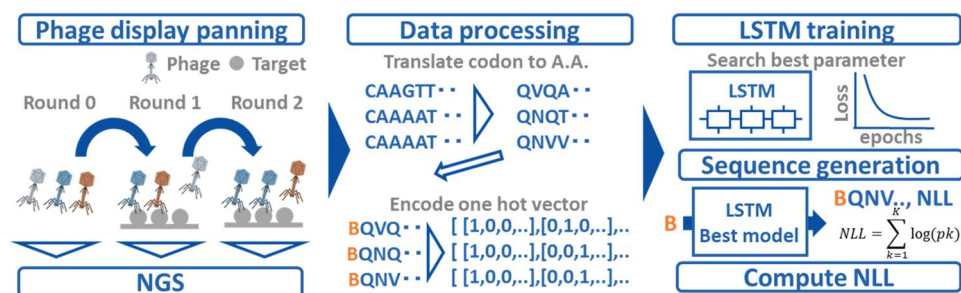 Phage display panning
Phage Target
Round 0 Round 1 Round 2
NGS
Data processing
Translate codon to A.A.
CAAGTT·· QVQA··
CAAAAT·· QNQT··
CAAAAT·· QNVV··
Encode one hot vector
BQVQ·· [ [1,0,0,..],[0,1,0,..],..
BQNQ·· [ [1,0,0,..],[0,0,1,..],..
BQNV·· [ [1,0,0,..],[0,0,1,..],..
LSTM training
Search best parameter
LSTM
Loss
epochs
Sequence generation
B
LSTM
Best model
BQNV.., NLL
NLL = \sum_{k=1}^{K} log(pk)
Compute NLL